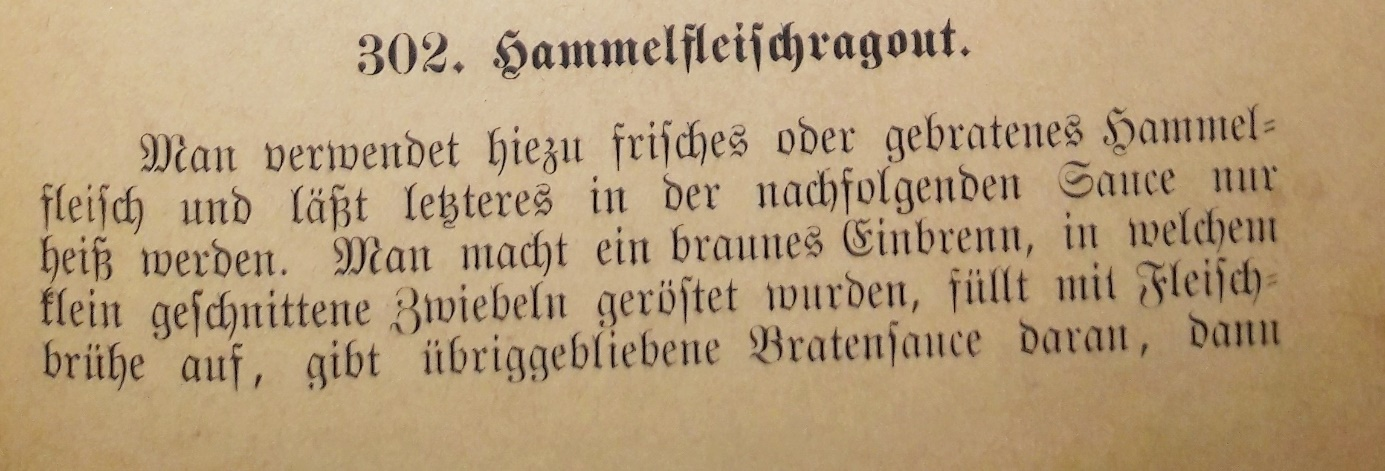 302. Hammelfleischragout.
Man verwendet hiezu frisches oder gebratenes Hammel-
fleisch und läßt letzteres in der nachfolgenden Sauce nur
heiß werden. Man macht ein braunes Einbrenn, in welchem
klein geschnittene Zwiebeln geröstet wurden, füllt mit Fleisch-
brühe auf, gibt übriggebliebene Bratensauce daran, dann